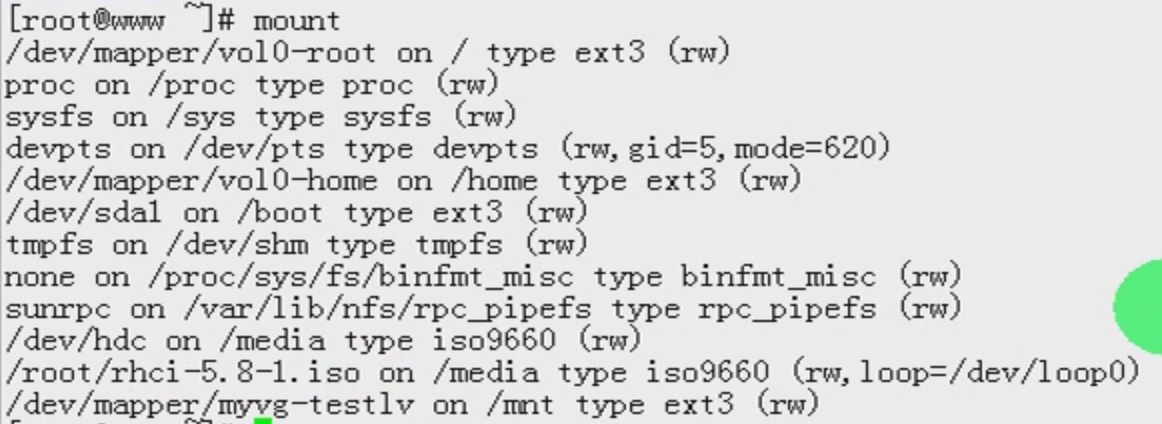 [root@www ~]# mount
/dev/mapper/vol0-root on / type ext3 (rw)
proc on /proc type proc (rw)
sysfs on /sys type sysfs (rw)
devpts on /dev/pts type devpts (rw,gid=5,mode=620)
/dev/mapper/vol0-home on /home type ext3 (rw)
/dev/sda1 on /boot type ext3 (rw)
tmpfs on /dev/shm type tmpfs (rw)
none on /proc/sys/fs/binfmt_misc type binfmt_misc (rw)
sunrpc on /var/lib/nfs/rpc_pipefs type rpc_pipefs (rw)
/dev/hdc on /media type iso9660 (rw)
/root/rhci-5.8-1.iso on /media type iso9660 (rw,loop=/dev/loop0)
/dev/mapper/myvg-testlv on /mnt type ext3 (rw)